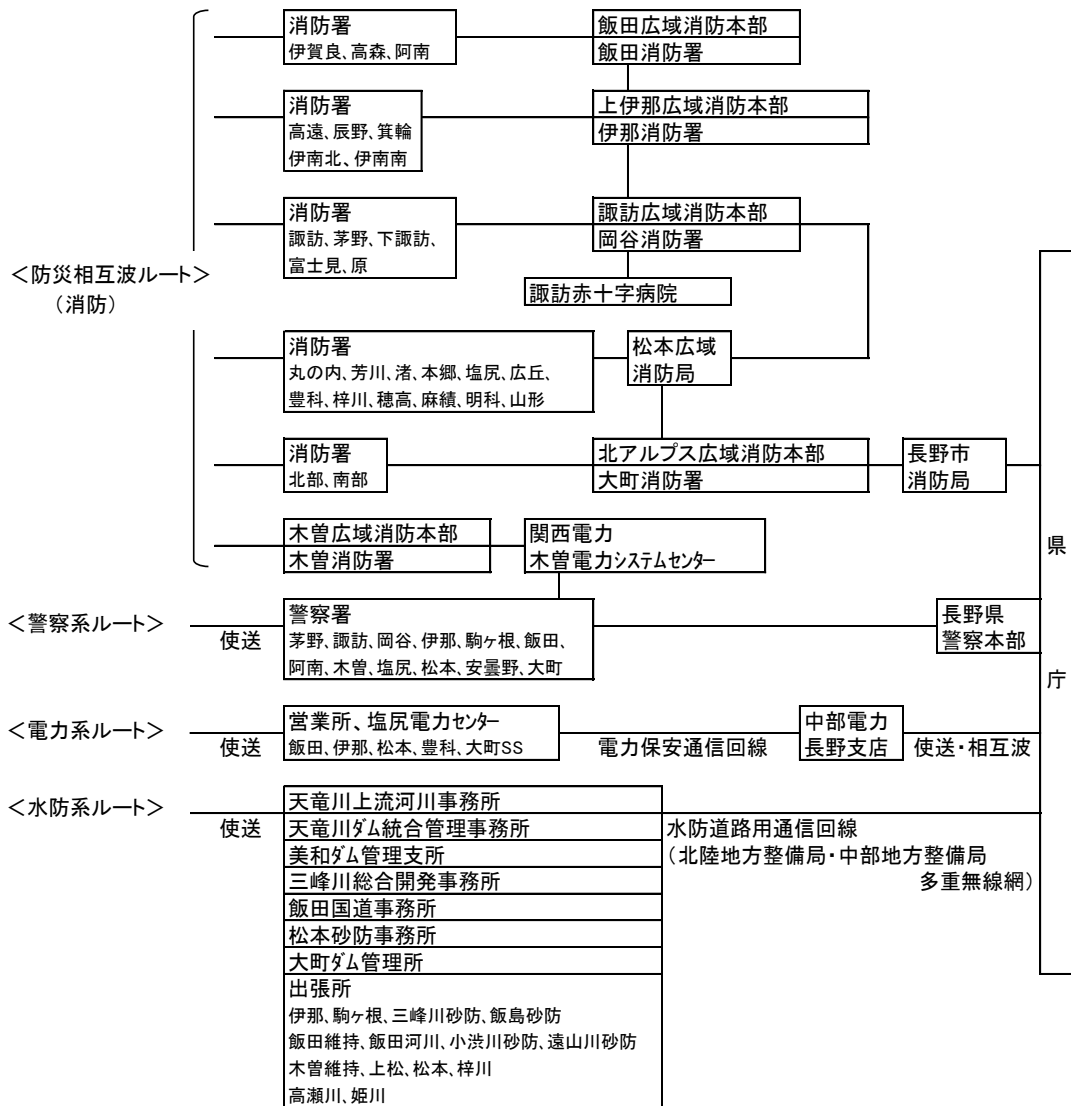 消防署
伊賀良、高森、阿南
飯田広域消防本部
飯田消防署
消防署
高遠、辰野、箕輪
伊南北、伊南南
上伊那広域消防本部
伊那消防署
消防署
諏訪、茅野、下諏訪、
富士見、原
諏訪広域消防本部
岡谷消防署
諏訪赤十字病院
＜防災相互波ルート＞
（消防）
消防署
丸の内、芳川、渚、本郷、塩尻、広丘、
豊科、梓川、穂高、麻績、明科、山形
松本広域
消防局
消防署
北部、南部
北アルプス広域消防本部
大町消防署
長野市
消防局
木曽広域消防本部
木曽消防署
関西電力
木曽電力システムセンター
県
庁
＜警察系ルート＞
使送
警察署
茅野、諏訪、岡谷、伊那、駒ヶ根、飯田、
阿南、木曽、塩尻、松本、安曇野、大町
長野県
警察本部
＜電力系ルート＞
使送
営業所、塩尻電力センター
飯田、伊那、松本、豊科、大町SS
電力保安通信回線
中部電力
長野支店
使送・相互波
＜水防系ルート＞
使送
天竜川上流河川事務所
天竜川ダム統合管理事務所
美和ダム管理支所
三峰川総合開発事務所
飯田国道事務所
松本砂防事務所
大町ダム管理所
出張所
伊那、駒ヶ根、三峰川砂防、飯島砂防
飯田維持、飯田河川、小渋川砂防、遠山川砂防
木曽維持、上松、松本、梓川
高瀬川、姫川
水防道路用通信回線
（北陸地方整備局・中部地方整備局
多重無線網）